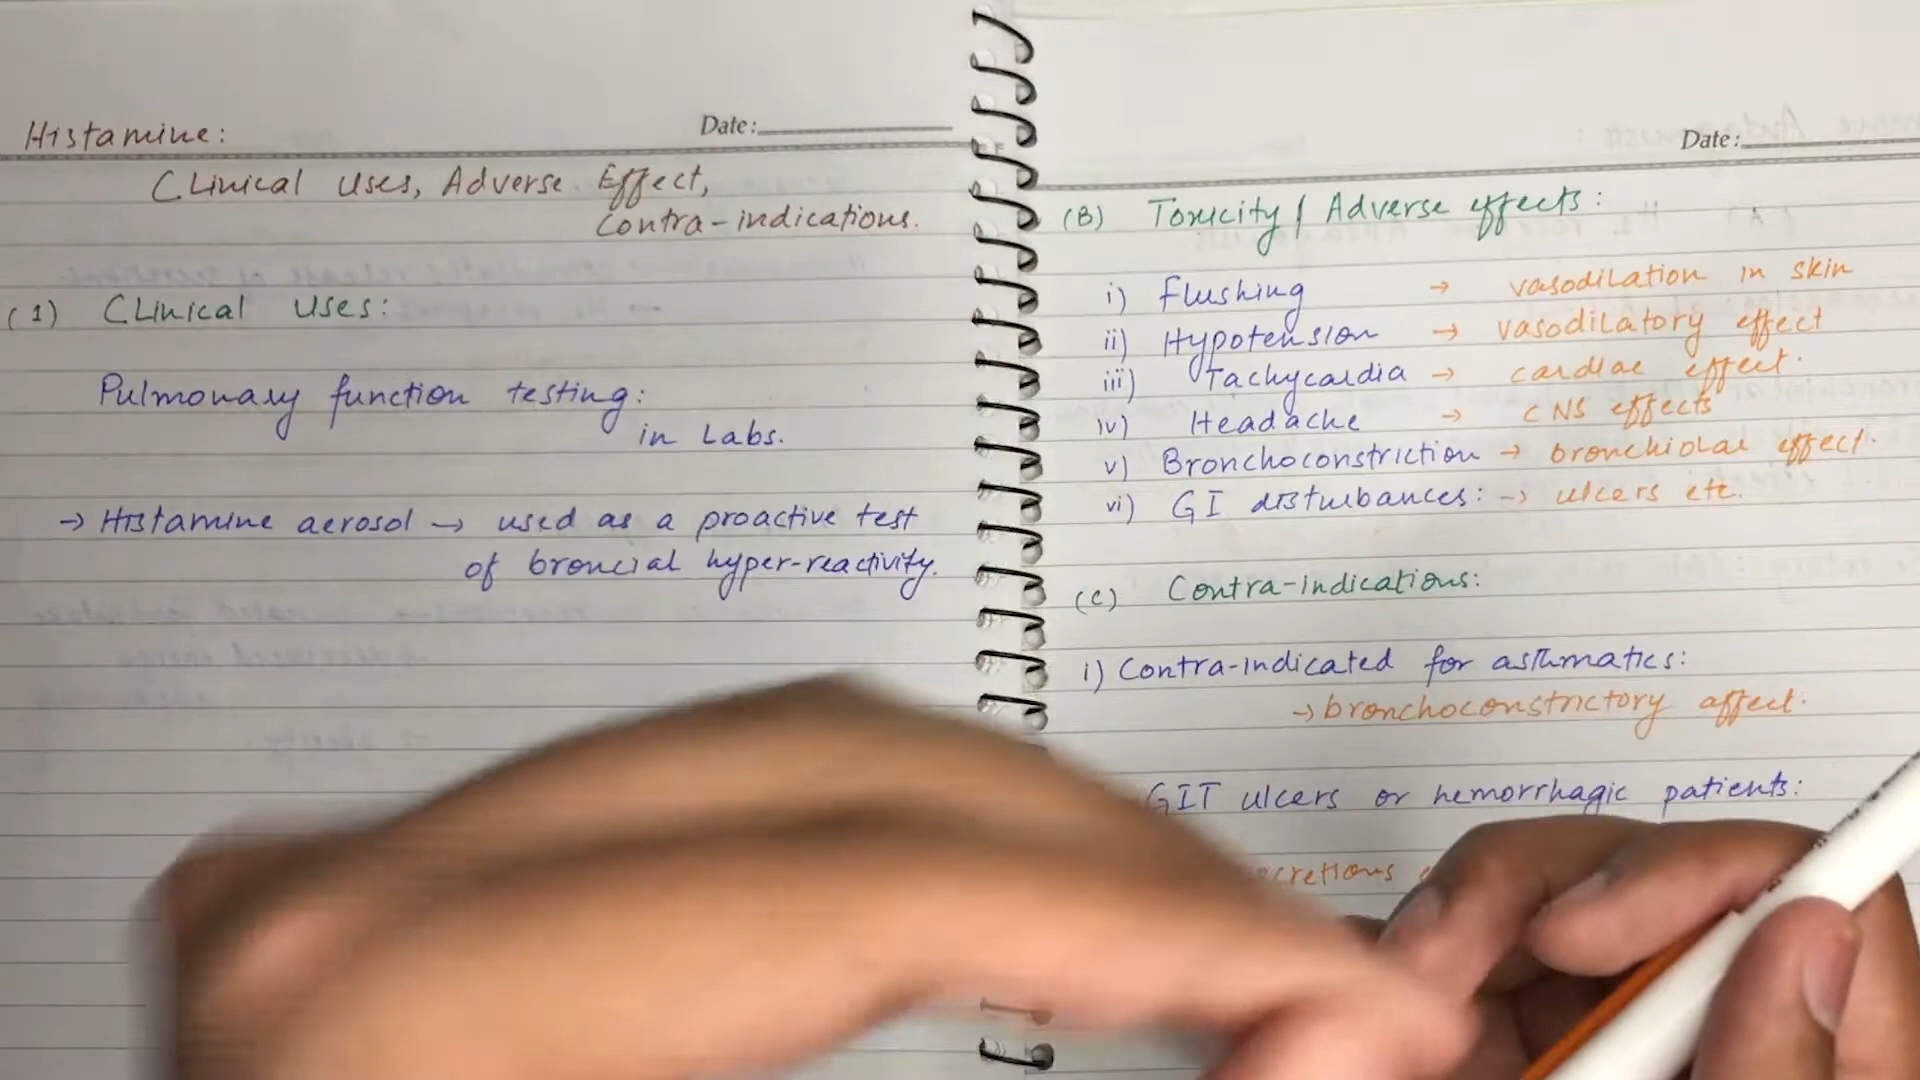 Histamine:
Date:
Clinical Uses, Adverse Effect,
Contra-indications.
(1) Clinical Uses:
Pulmonary function testing:
in Labs.
→ Histamine aerosol → used as a proactive test
of broncial hyper-reactivity.
Date:
(B) Toxicity / Adverse effects:
i) Flushing → vasodilation in skin
ii) Hypotension → vasodilatory effect
iii) Tachycardia → cardiac effect.
iv) Headache → CNS effects
v) Bronchoconstriction → bronchiolar effect.
vi) GI disturbances: → ulcers etc.
(C) Contra-indications:
i) Contra-indicated for asthmatics:
→ bronchoconstrictory affect.
GIT ulcers or hemorrhagic patients: